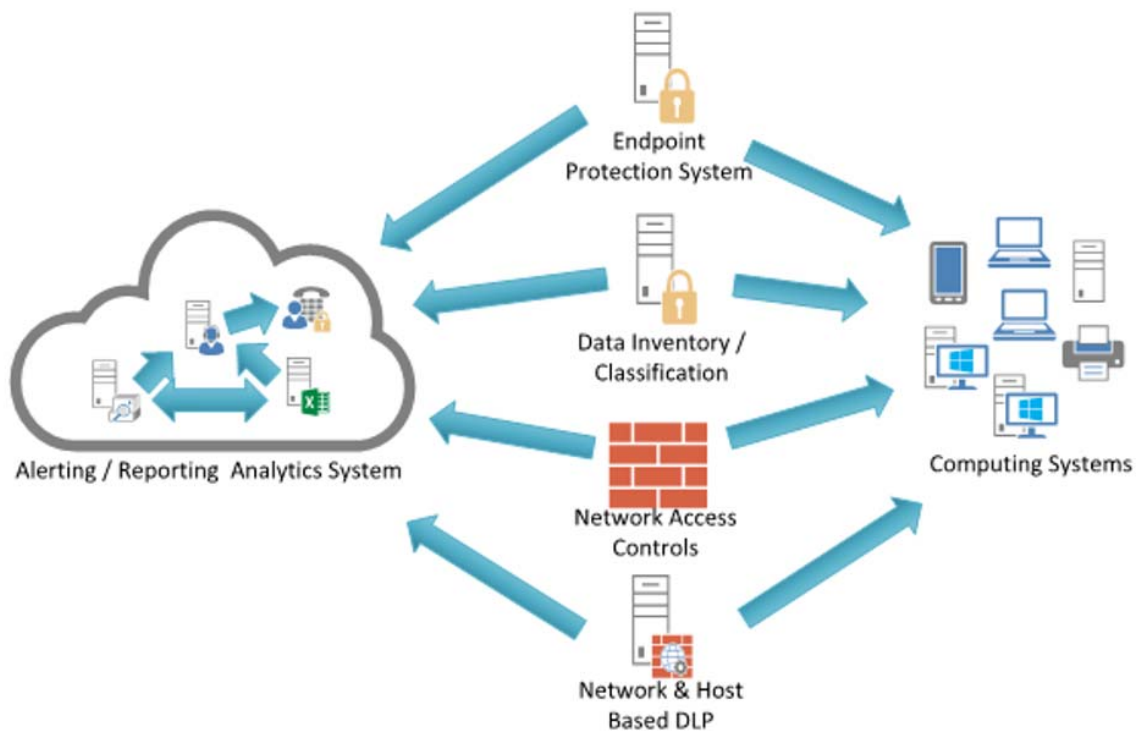 Endpoint
Protection System
Data Inventory /
Classification
Alerting / Reporting Analytics System
Computing Systems
Network Access
Controls
Network & Host
Based DLP